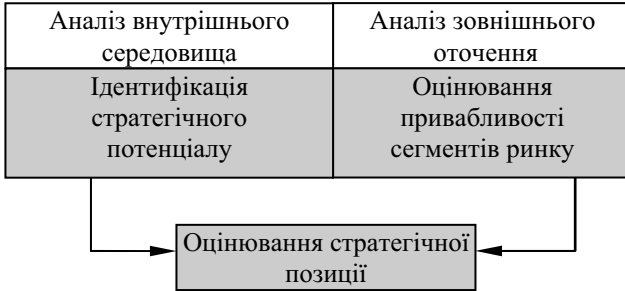 Аналіз внутрішнього
середовища
Аналіз зовнішнього
оточення
Ідентифікація
стратегічного
потенціалу
Оцінювання
привабливості
сегментів ринку
Оцінювання стратегічної
позиції